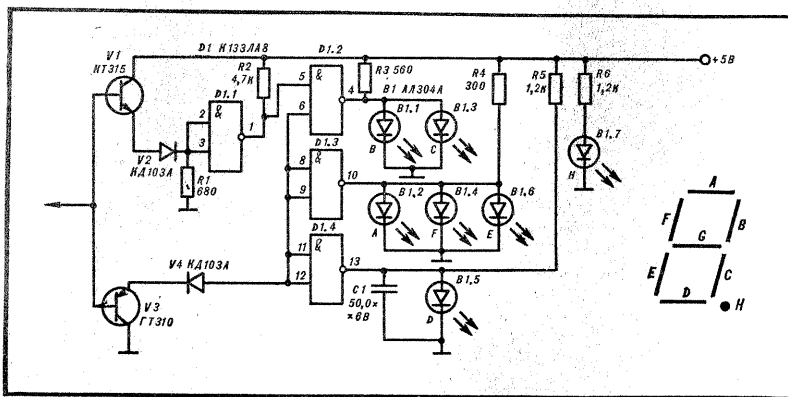 V1
КТ315
D1 К133ЛА8
R2
4,7к
D1.1
&
2
3
1
V2
КД103А
R1
680
D1.2
&
5
6
4
R3 560
B1 АЛ304А
B1.1
B
B1.3
C
D1.3
&
8
9
10
B1.2
A
B1.4
F
B1.6
E
R4
300
R5
1,2к
R6
1,2к
+5В
B1.7
H
D1.4
&
11
12
13
V4 КД103А
V3
ГТ310
C1
50,0×
×6В
B1.5
D
A
F
B
G
E
C
D
H